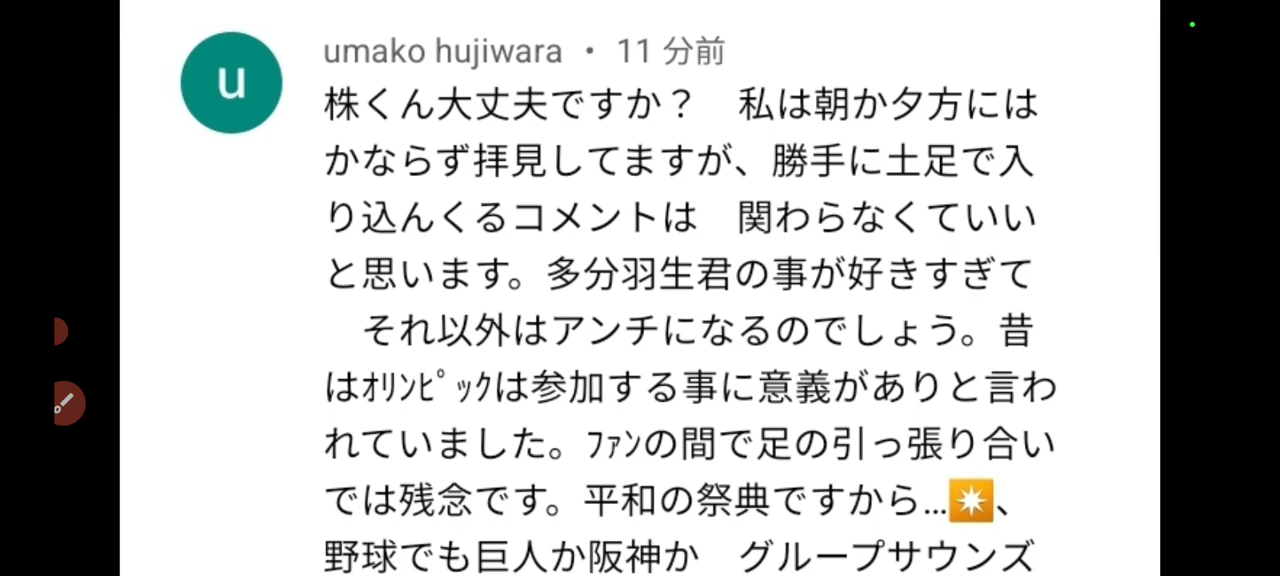 u
umako hujiwara • 11 分前
株くん大丈夫ですか？　私は朝か夕方には
かならず拝見してますが、勝手に土足で入
り込んくるコメントは　関わらなくていい
と思います。多分羽生君の事が好きすぎて
　それ以外はアンチになるのでしょう。昔
はｵﾘﾝﾋﾟｯｸは参加する事に意義がありと言わ
れていました。ﾌｧﾝの間で足の引っ張り合い
では残念です。平和の祭典ですから...✴️、
野球でも巨人か阪神か　グループサウンズ